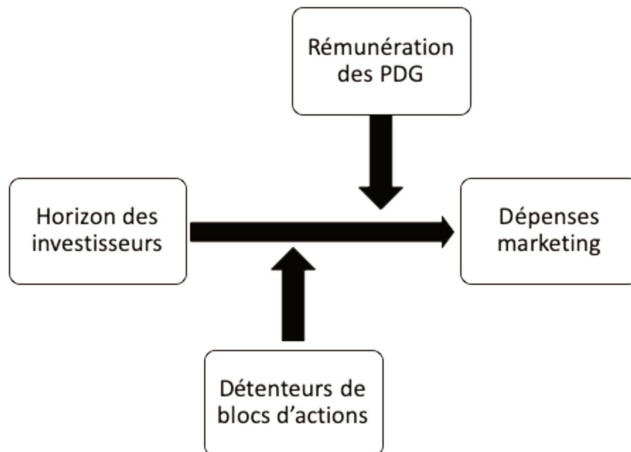 Rémunération
des PDG
Horizon des
investisseurs
Dépenses
marketing
Détenteurs de
blocs d'actions